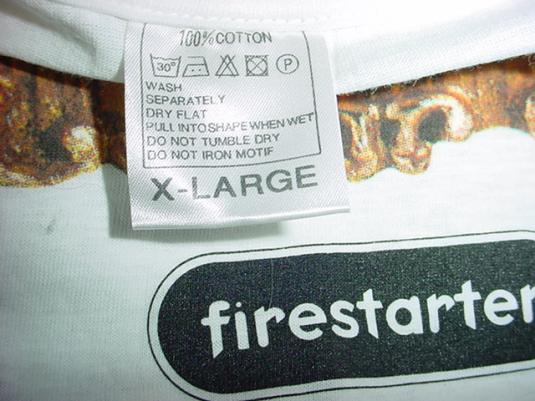 100% COTTON
30° P
WASH
SEPARATELY
DRY FLAT
PULL INTO SHAPE WHEN WET
DO NOT TUMBLE DRY
DO NOT IRON MOTIF
X-LARGE
firestarter